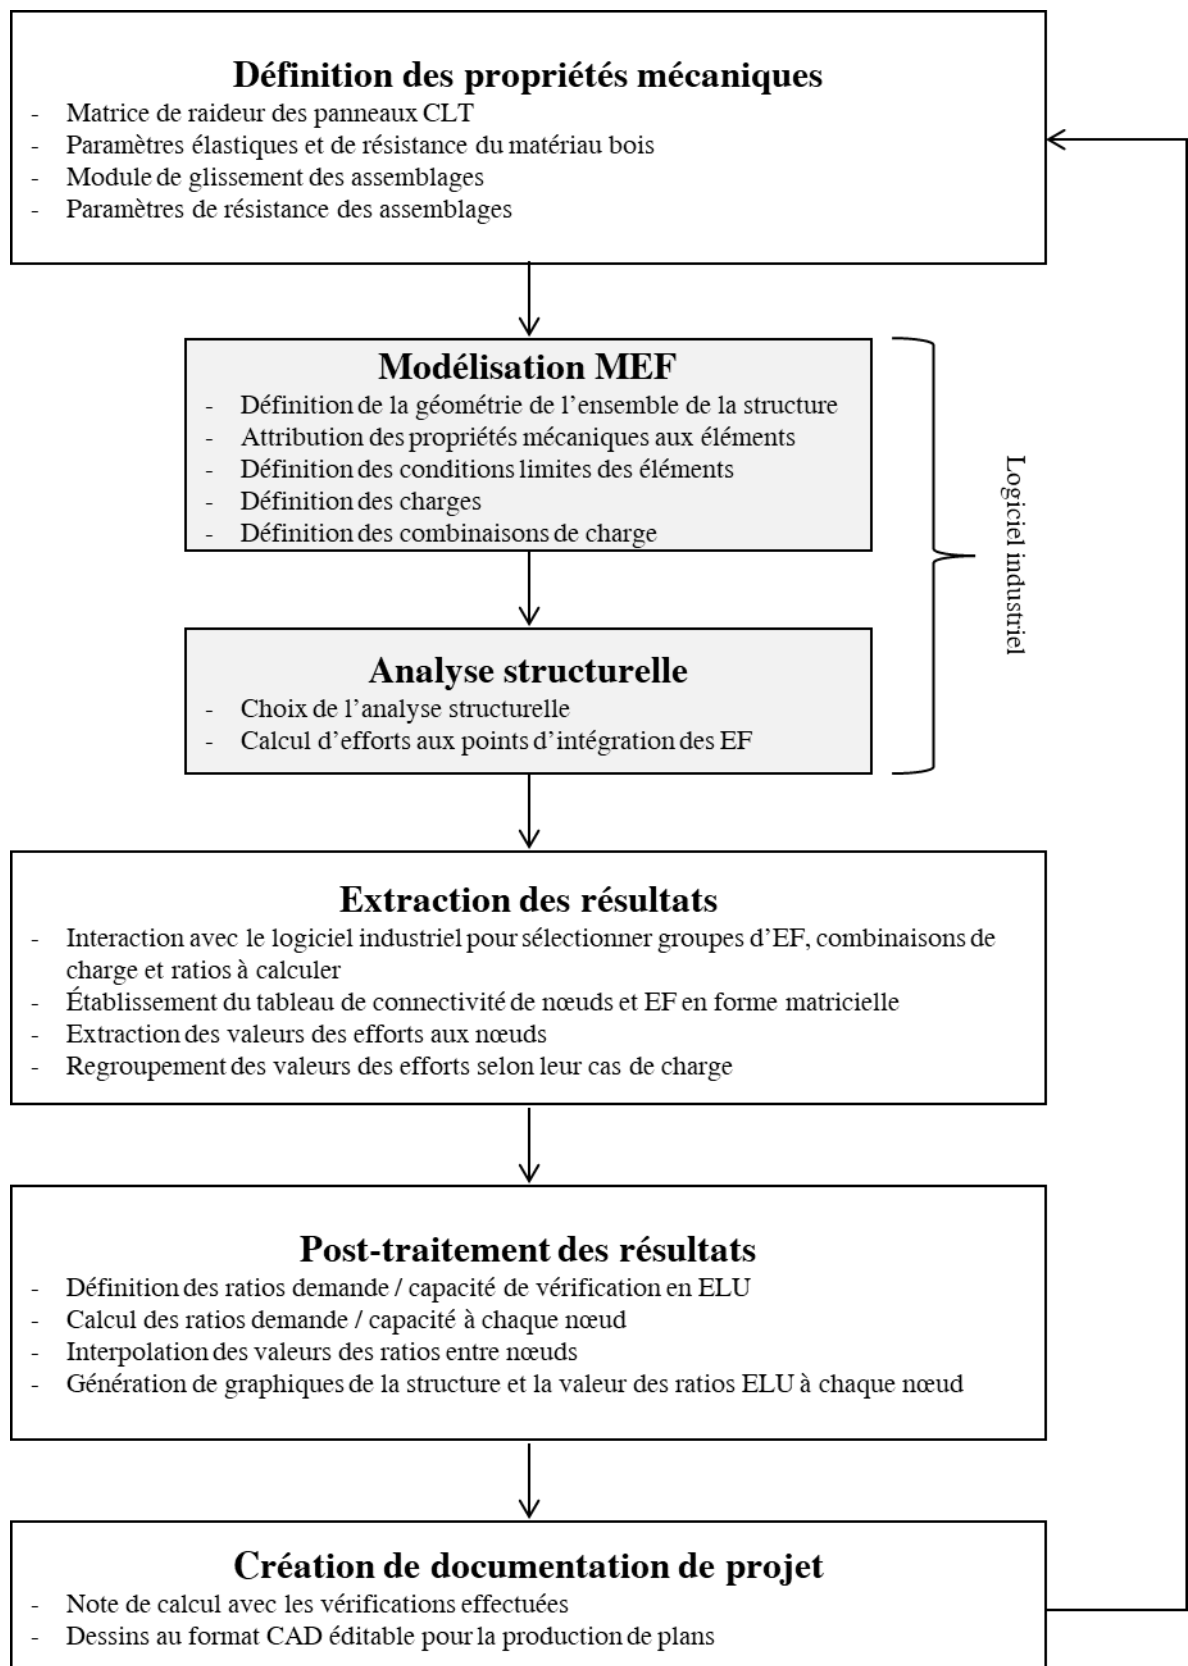 Définition des propriétés mécaniques
- Matrice de raideur des panneaux CLT
- Paramètres élastiques et de résistance du matériau bois
- Module de glissement des assemblages
- Paramètres de résistance des assemblages
Modélisation MEF
- Définition de la géométrie de l’ensemble de la structure
- Attribution des propriétés mécaniques aux éléments
- Définition des conditions limites des éléments
- Définition des charges
- Définition des combinaisons de charge
Logiciel industriel
Analyse structurelle
- Choix de l’analyse structurelle
- Calcul d’efforts aux points d’intégration des EF
Extraction des résultats
- Interaction avec le logiciel industriel pour sélectionner groupes d’EF, combinaisons de
charge et ratios à calculer
- Établissement du tableau de connectivité de nœuds et EF en forme matricielle
- Extraction des valeurs des efforts aux nœuds
- Regroupement des valeurs des efforts selon leur cas de charge
Post-traitement des résultats
- Définition des ratios demande / capacité de vérification en ELU
- Calcul des ratios demande / capacité à chaque nœud
- Interpolation des valeurs des ratios entre nœuds
- Génération de graphiques de la structure et la valeur des ratios ELU à chaque nœud
Création de documentation de projet
- Note de calcul avec les vérifications effectuées
- Dessins au format CAD éditable pour la production de plans